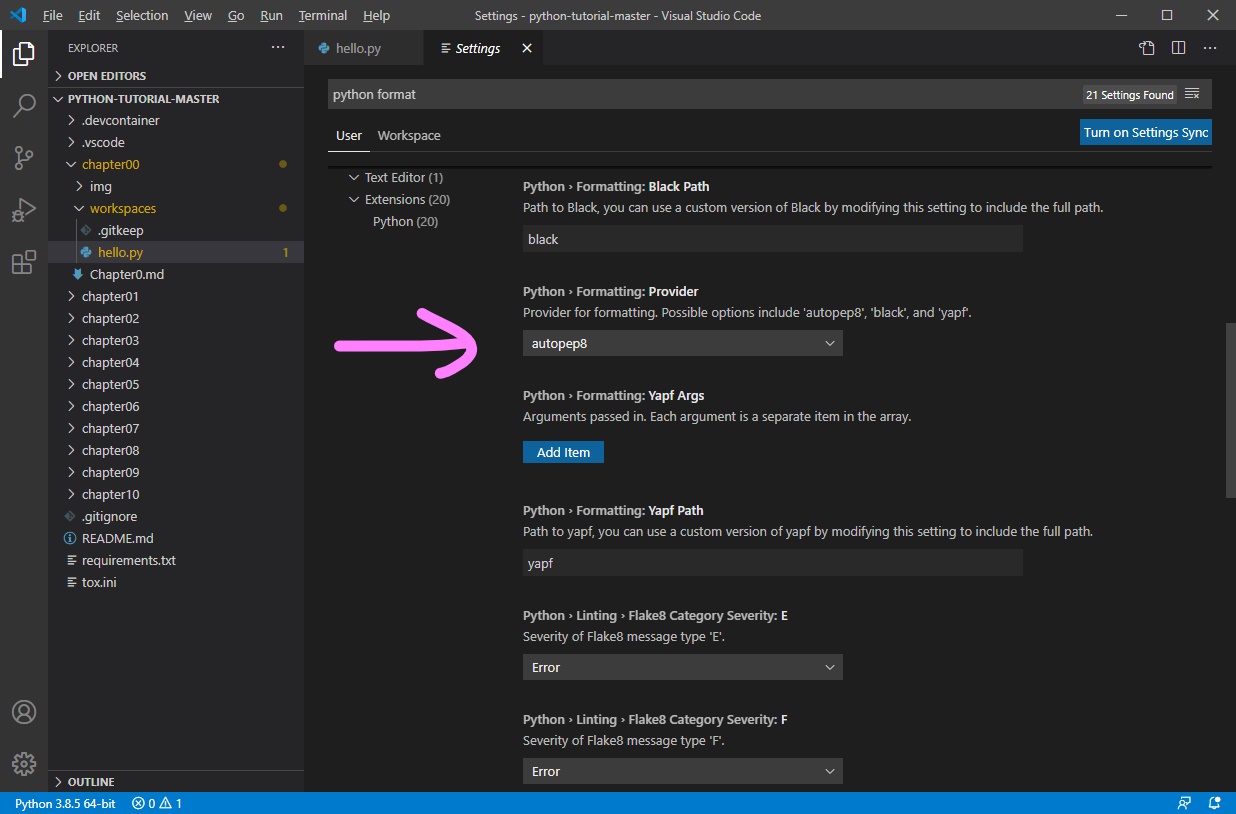 File Edit Selection View Go Run Terminal Help
Settings - python-tutorial-master - Visual Studio Code
EXPLORER
OPEN EDITORS
PYTHON-TUTORIAL-MASTER
.devcontainer
.vscode
chapter00
img
workspaces
.gitkeep
hello.py 1
Chapter0.md
chapter01
chapter02
chapter03
chapter04
chapter05
chapter06
chapter07
chapter08
chapter09
chapter10
.gitignore
README.md
requirements.txt
tox.ini
OUTLINE
hello.py
Settings
python format
21 Settings Found
User
Workspace
Turn on Settings Sync
Text Editor (1)
Extensions (20)
Python (20)
Python › Formatting: Black Path
Path to Black, you can use a custom version of Black by modifying this setting to include the full path.
black
Python › Formatting: Provider
Provider for formatting. Possible options include 'autopep8', 'black', and 'yapf'.
autopep8
Python › Formatting: Yapf Args
Arguments passed in. Each argument is a separate item in the array.
Add Item
Python › Formatting: Yapf Path
Path to yapf, you can use a custom version of yapf by modifying this setting to include the full path.
yapf
Python › Linting › Flake8 Category Severity: E
Severity of Flake8 message type 'E'.
Error
Python › Linting › Flake8 Category Severity: F
Severity of Flake8 message type 'F'.
Error
Python 3.8.5 64-bit 0 1